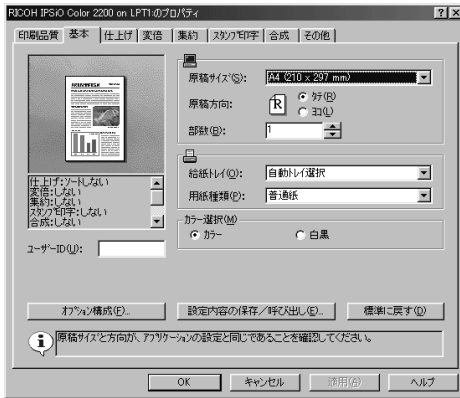 RICOH IPSiO Color 2200 on LPT1:のプロパティ
印刷品質 基本 仕上げ 変倍 集約 スタンプ印字 合成 その他
原稿サイズ(S): A4 (210 x 297 mm)
原稿方向: R タテ(R)
ヨコ(L)
部数(B): 1
給紙トレイ(O): 自動トレイ選択
用紙種類(P): 普通紙
仕上げ:ソートしない
変倍:しない
集約:しない
スタンプ印字:しない
合成:しない
カラー選択(M)
カラー 白黒
ユーザーID(U):
オプション構成(F)... 設定内容の保存/呼び出し(E)... 標準に戻す(D)
原稿サイズと方向が、アプリケーションの設定と同じであることを確認してください。
OK キャンセル 適用(A) ヘルプ